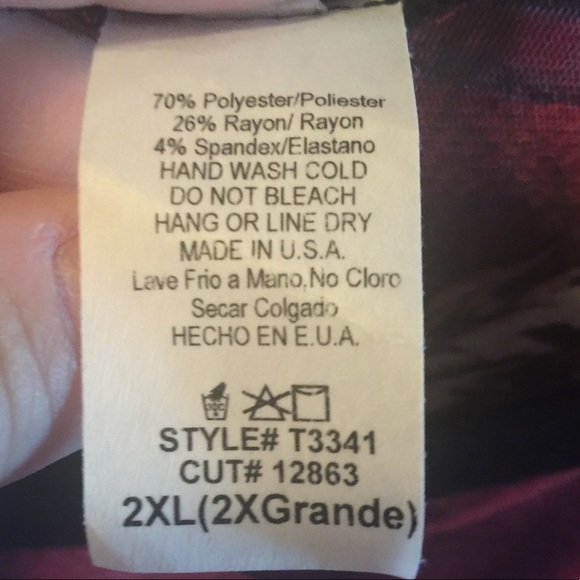 70% Polyester/Poliester
26% Rayon/ Rayon
4% Spandex/Elastano
HAND WASH COLD
DO NOT BLEACH
HANG OR LINE DRY
MADE IN U.S.A.
Lave Frio a Mano.No Cloro
Secar Colgado
HECHO EN E.U.A.
STYLE# T3341
CUT# 12863
2XL(2XGrande)